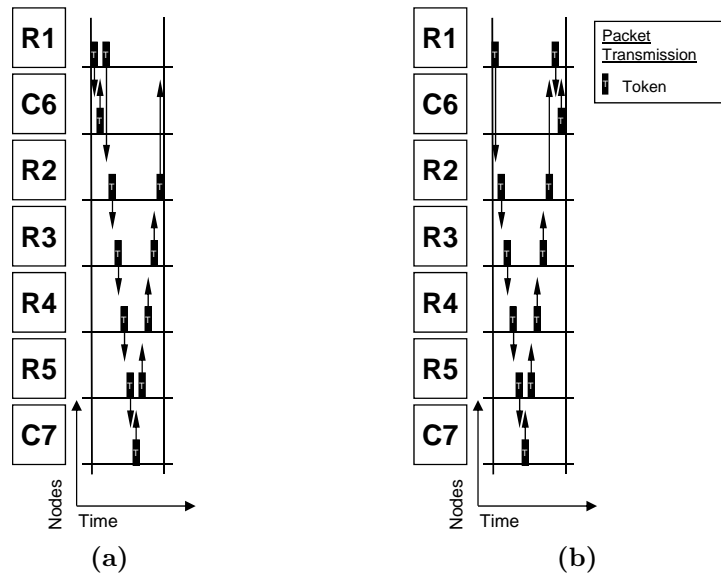 R1 T T
C6 T
R2 T T
R3 T T
R4 T T
R5 T T
C7 T
Nodes
Time
(a)
R1 T T
C6 T
R2 T T
R3 T T
R4 T T
R5 T T
C7 T
Nodes
Time
(b)
Packet
Transmission
T Token